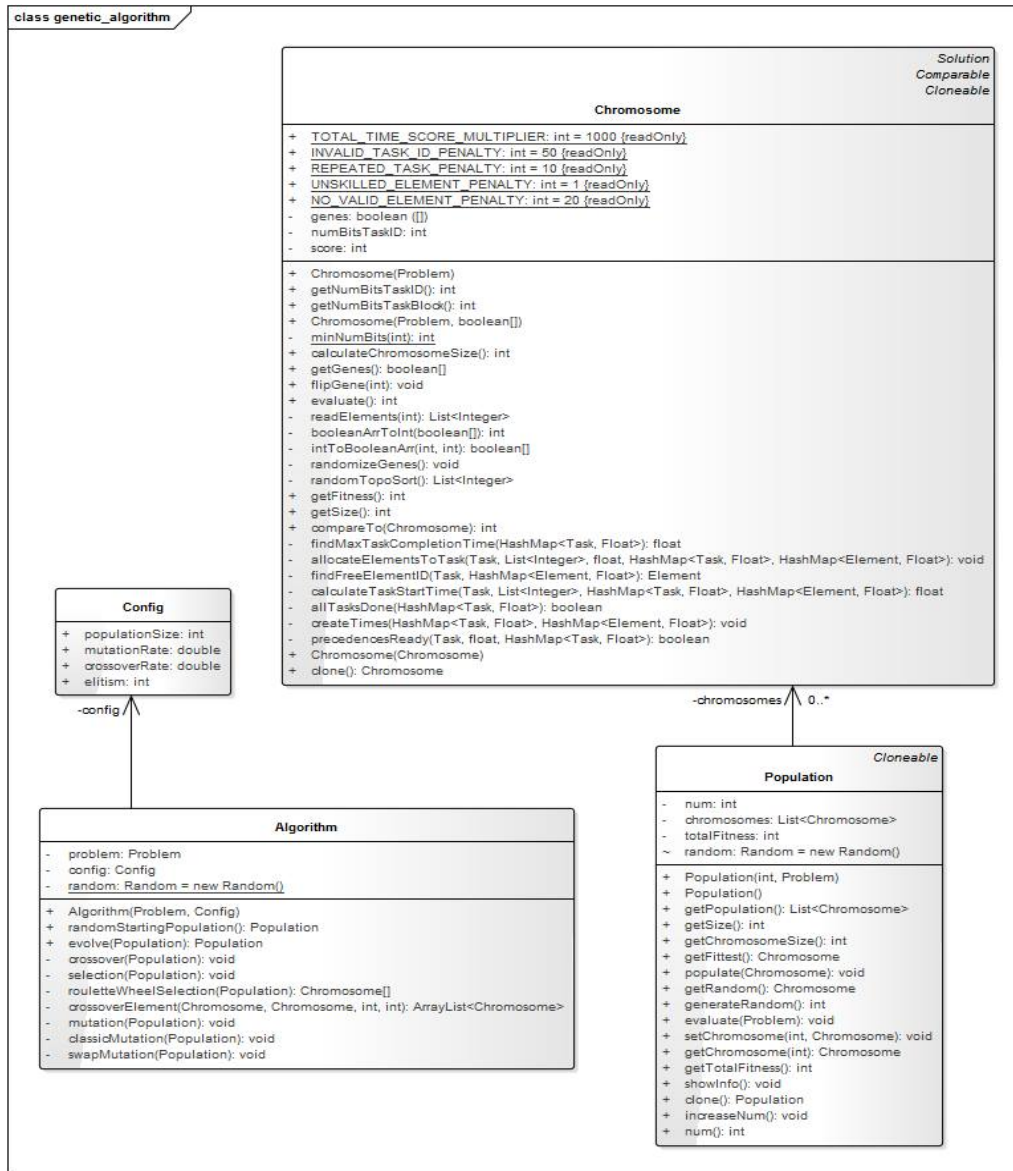 class genetic_algorithm
Solution
Comparable
Cloneable
Chromosome
+ TOTAL_TIME_SCORE_MULTIPLIER: int = 1000 {readOnly}
+ INVALID_TASK_ID_PENALTY: int = 50 {readOnly}
+ REPEATED_TASK_PENALTY: int = 10 {readOnly}
+ UNSKILLED_ELEMENT_PENALTY: int = 1 {readOnly}
+ NO_VALID_ELEMENT_PENALTY: int = 20 {readOnly}
- genes: boolean ([])
- numBitsTaskID: int
- score: int
+ Chromosome(Problem)
+ getNumBitsTaskID(): int
+ getNumBitsTaskBlock(): int
+ Chromosome(Problem, boolean[])
- minNumBits(int): int
+ calculateChromosomeSize(): int
+ getGenes(): boolean[]
+ flipGene(int): void
+ evaluate(): int
- readElements(int): List<Integer>
- booleanArrToInt(boolean[]): int
- intToBooleanArr(int, int): boolean[]
- randomizeGenes(): void
- randomTopoSort(): List<Integer>
+ getFitness(): int
+ getSize(): int
+ compareTo(Chromosome): int
- findMaxTaskCompletionTime(HashMap<Task, Float>): float
- allocateElementsToTask(Task, List<Integer>, float, HashMap<Task, Float>, HashMap<Element, Float>): void
- findFreeElementID(Task, HashMap<Element, Float>): Element
- calculateTaskStartTime(Task, List<Integer>, HashMap<Task, Float>, HashMap<Element, Float>): float
- allTasksDone(HashMap<Task, Float>): boolean
- createTimes(HashMap<Task, Float>, HashMap<Element, Float>): void
- precedencesReady(Task, float, HashMap<Task, Float>): boolean
+ Chromosome(Chromosome)
+ clone(): Chromosome
Config
+ populationSize: int
+ mutationRate: double
+ crossoverRate: double
+ elitism: int
-config
-chromosomes 0..*
Algorithm
- problem: Problem
- config: Config
- random: Random = new Random()
+ Algorithm(Problem, Config)
+ randomStartingPopulation(): Population
+ evolve(Population): Population
- crossover(Population): void
- selection(Population): void
- rouletteWheelSelection(Population): Chromosome[]
- crossoverElement(Chromosome, Chromosome, int, int): ArrayList<Chromosome>
- mutation(Population): void
- classicMutation(Population): void
- swapMutation(Population): void
Cloneable
Population
- num: int
- chromosomes: List<Chromosome>
- totalFitness: int
~ random: Random = new Random()
+ Population(int, Problem)
+ Population()
+ getPopulation(): List<Chromosome>
+ getSize(): int
+ getChromosomeSize(): int
+ getFittest(): Chromosome
+ populate(Chromosome): void
+ getRandom(): Chromosome
+ generateRandom(): int
+ evaluate(Problem): void
+ setChromosome(int, Chromosome): void
+ getChromosome(int): Chromosome
+ getTotalFitness(): int
+ showInfo(): void
+ clone(): Population
+ increaseNum(): void
+ num(): int